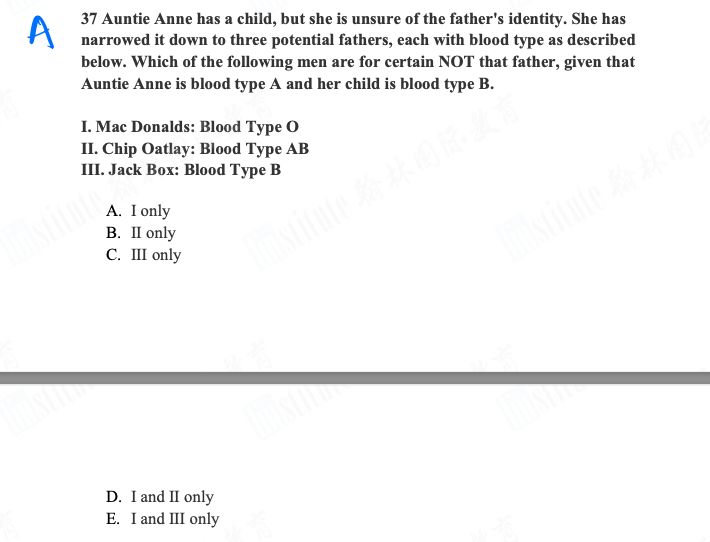 A
37 Auntie Anne has a child, but she is unsure of the father's identity. She has
narrowed it down to three potential fathers, each with blood type as described
below. Which of the following men are for certain NOT that father, given that
Auntie Anne is blood type A and her child is blood type B.
I. Mac Donalds: Blood Type O
II. Chip Oatlay: Blood Type AB
III. Jack Box: Blood Type B
A. I only
B. II only
C. III only
D. I and II only
E. I and III only